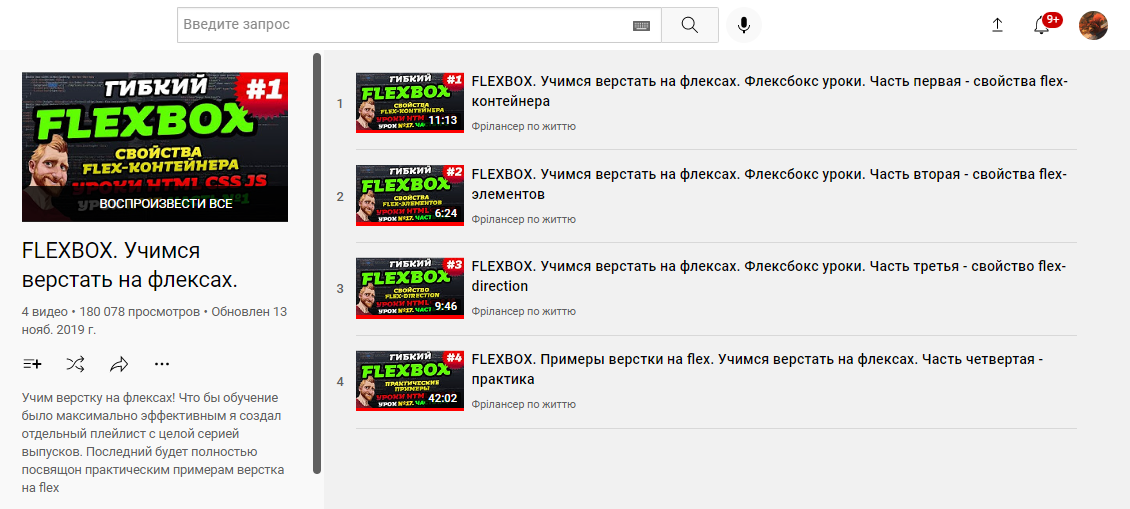 Введите запрос
9+
ГИБКИЙ
#1
FLEXBOX
СВОЙСТВА
FLEX-КОНТЕЙНЕРА
УРОКИ HTML CSS JS
ВОСПРОИЗВЕСТИ ВСЕ
FLEXBOX. Учимся
верстать на флексах.
4 видео • 180 078 просмотров • Обновлен 13
нояб. 2019 г.
Учим верстку на флексах! Что бы обучение
было максимально эффективным я создал
отдельный плейлист с целой серией
выпусков. Последний будет полностью
посвящон практическим примерам верстка
на flex
1
ГИБКИЙ
#1
FLEXBOX
СВОЙСТВА
FLEX-КОНТЕЙНЕРА
УРОКИ HTML
УРОК №17. ЧАС
11:13
FLEXBOX. Учимся верстать на флексах. Флексбокс уроки. Часть первая - свойства flex-
контейнера
Фрілансер по життю
2
ГИБКИЙ
#2
FLEXBOX
СВОЙСТВА
FLEX-ЭЛЕМЕНТОВ
УРОКИ HTML
УРОК №17. ЧАСТ
6:24
FLEXBOX. Учимся верстать на флексах. Флексбокс уроки. Часть вторая - свойства flex-
элементов
Фрілансер по життю
3
ГИБКИЙ
#3
FLEXBOX
СВОЙСТВО
FLEX-DIRECTION
УРОКИ HTML
УРОК №17. ЧАСТ
9:46
FLEXBOX. Учимся верстать на флексах. Флексбокс уроки. Часть третья - свойство flex-
direction
Фрілансер по життю
4
ГИБКИЙ
#4
FLEXBOX
ПРАКТИЧЕСКИЕ
ПРИМЕРЫ
УРОКИ HTML
УРОК №17. ЧАС
42:02
FLEXBOX. Примеры верстки на flex. Учимся верстать на флексах. Часть четвертая -
практика
Фрілансер по життю